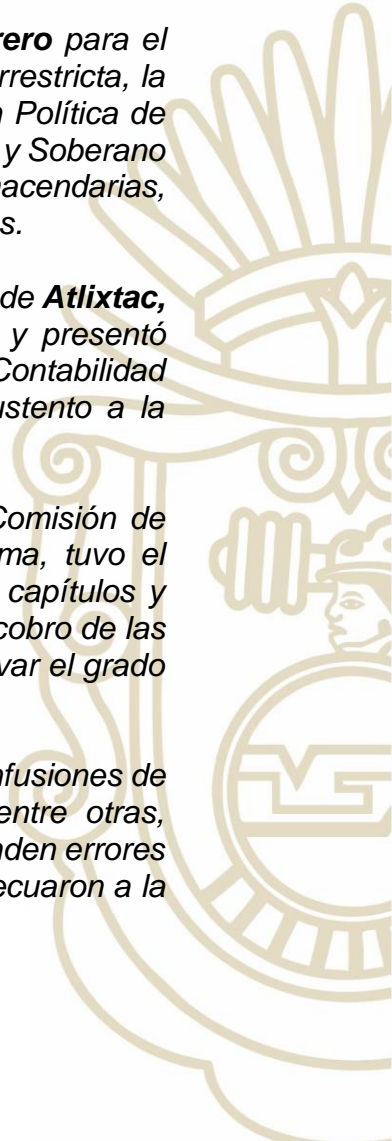 rero para el
rrestricta, la
Política de
y Soberano
acendarias,
s.
de Atlixtac,
y presentó
Contabilidad
ustento a la
Comisión de
ma, tuvo el
capítulos y
cobro de las
var el grado
nfusiones de
entre otras,
nden errores
ecuaron a la